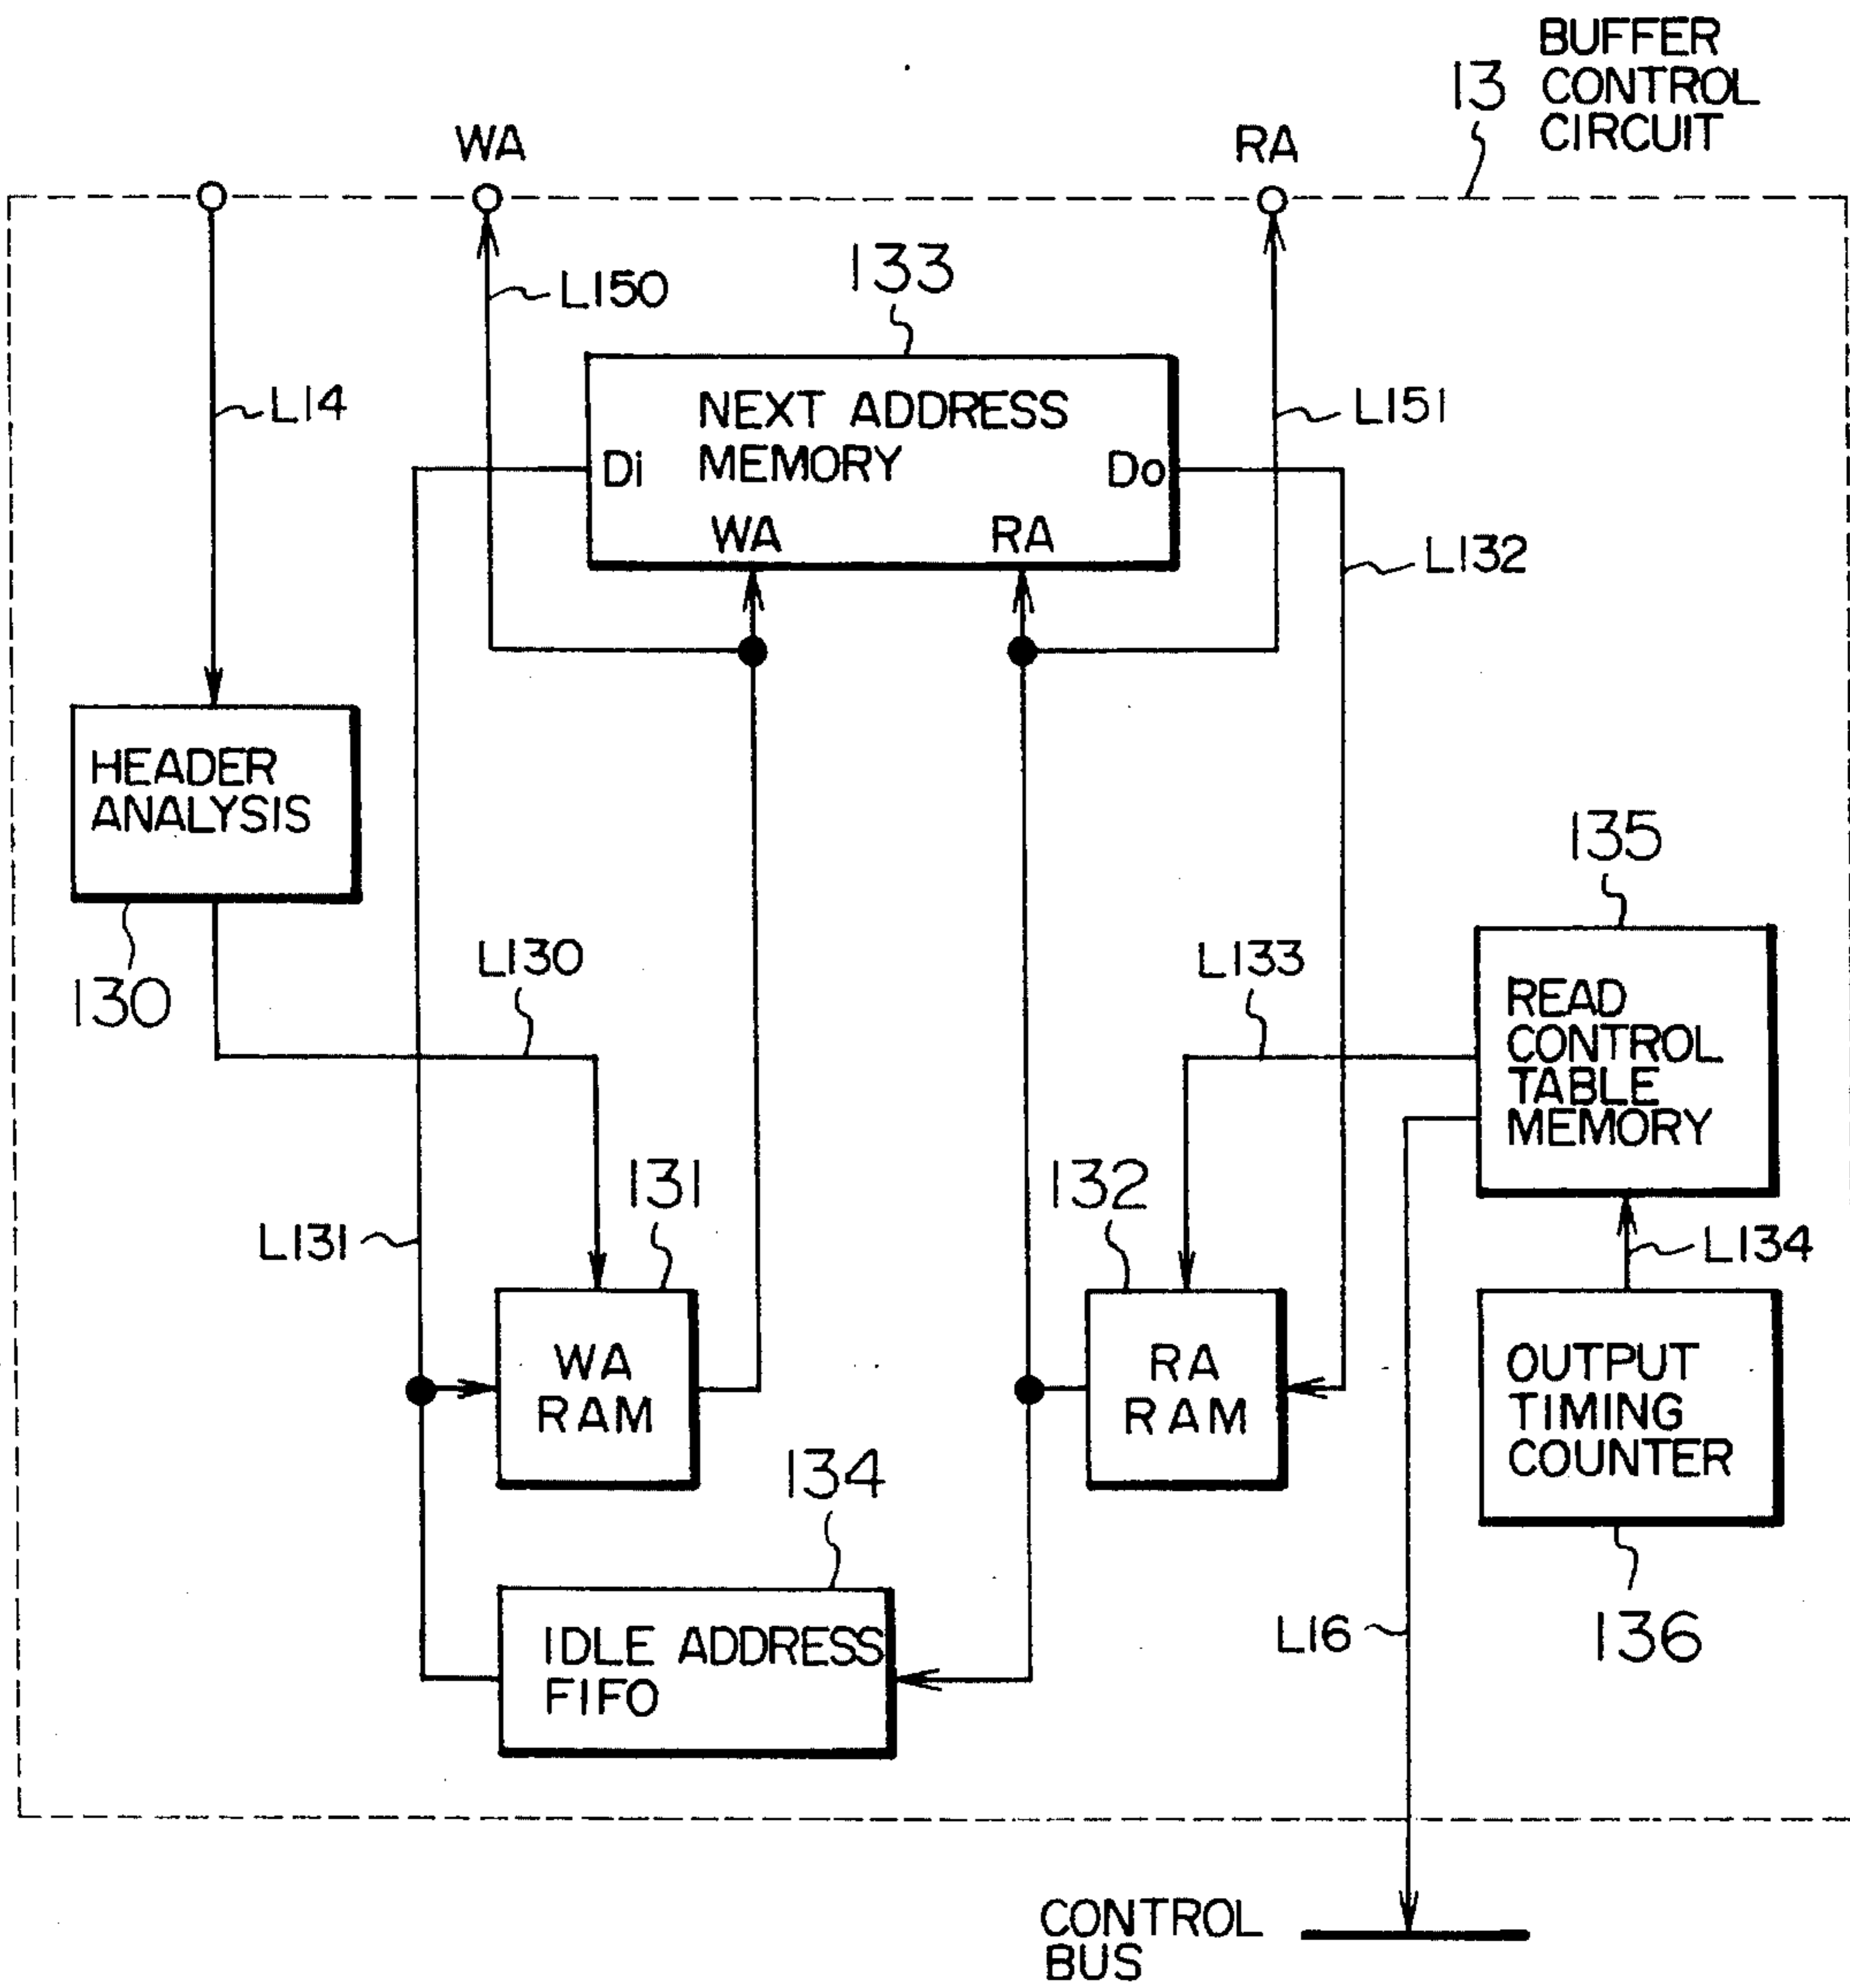 BUFFER
13 CONTROL
CIRCUIT
WA
RA
L150
133
L14
NEXT ADDRESS
MEMORY
Di
Do
WA
RA
L151
L132
HEADER
ANALYSIS
130
L130
L133
135
READ
CONTROL
TABLE
MEMORY
L131
131
132
L134
WA
RAM
RA
RAM
OUTPUT
TIMING
COUNTER
134
136
IDLE ADDRESS
FIFO
L16
CONTROL
BUS